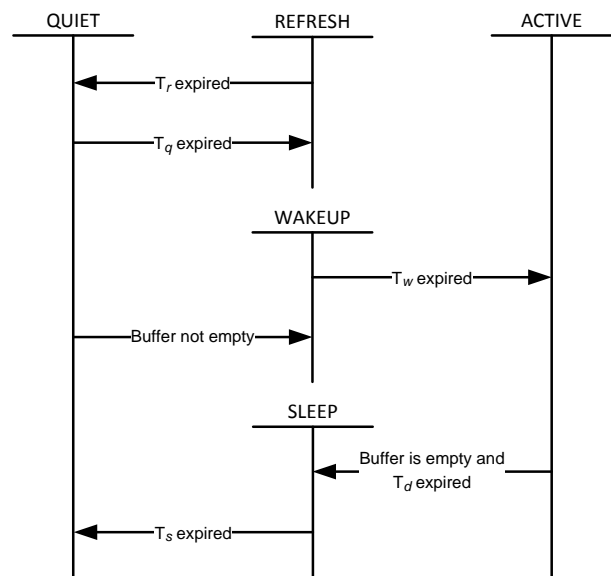 QUIET
REFRESH
ACTIVE
Tr expired
Tq expired
WAKEUP
Tw expired
Buffer not empty
SLEEP
Buffer is empty and
Td expired
Ts expired